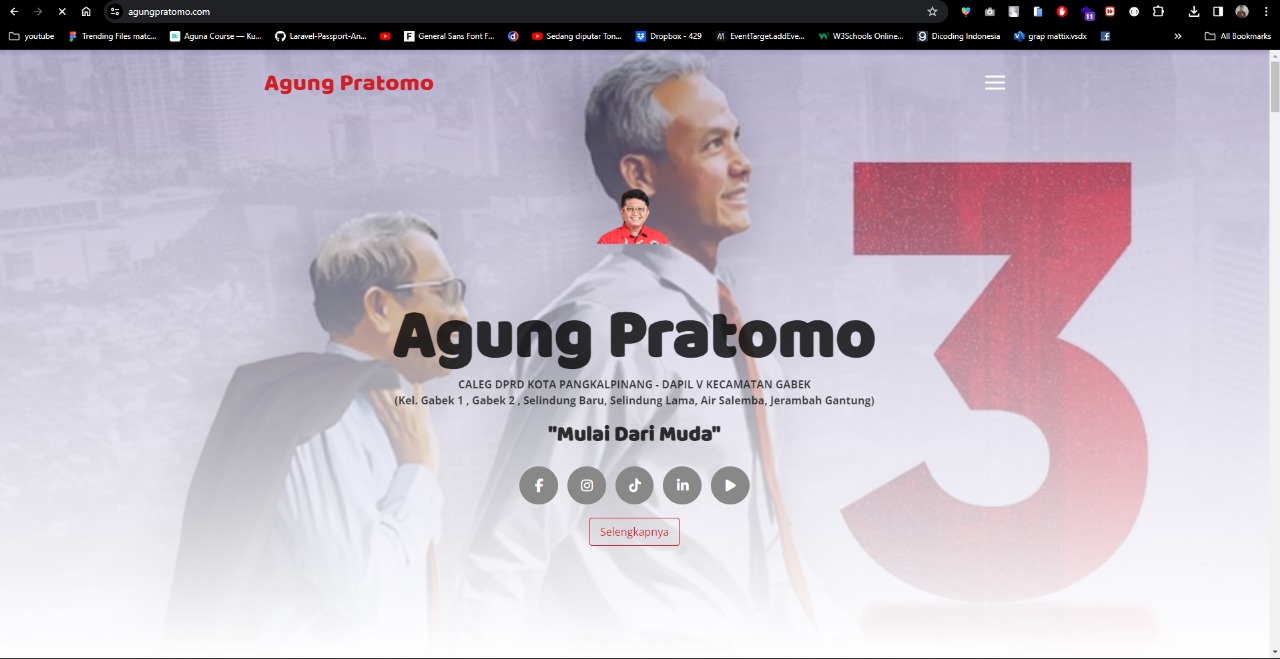 agungpratomo.com
11
youtube
Trending Files matc...
Aguna Course — Ku...
Laravel-Passport-An...
General Sans Font F...
Sedang diputar Ton...
Dropbox - 429
EventTarget.addEve...
W3Schools Online...
Dicoding Indonesia
grap mattix.vsdx
»
All Bookmarks
Agung Pratomo
3
Agung Pratomo
CALEG DPRD KOTA PANGKALPINANG - DAPIL V KECAMATAN GABEK
(Kel. Gabek 1 , Gabek 2 , Selindung Baru, Selindung Lama, Air Salemba, Jerambah Gantung)
"Mulai Dari Muda"
Selengkapnya